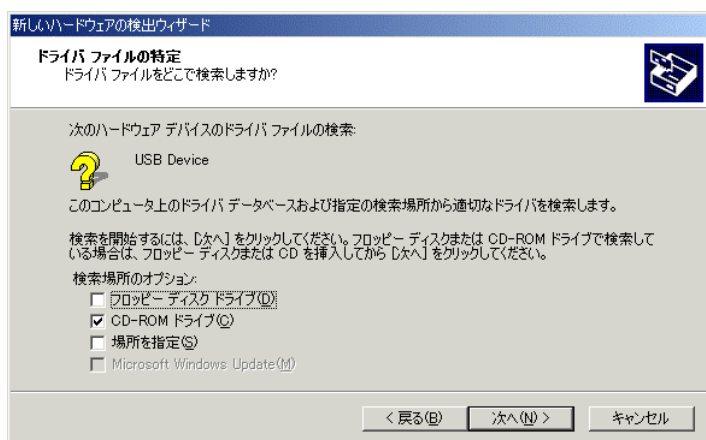 新しいハードウェアの検出ウィザード
ドライバ ファイルの特定
ドライバ ファイルをどこで検索しますか?
次のハードウェア デバイスのドライバ ファイルの検索:
USB Device
このコンピュータ上のドライバ データベースおよび指定の検索場所から適切なドライバを検索します。
検索を開始するには、[次へ] をクリックしてください。フロッピー ディスクまたは CD-ROM ドライブで検索して
いる場合は、フロッピー ディスクまたは CD を挿入してから [次へ] をクリックしてください。
検索場所のオプション:
フロッピー ディスク ドライブ(D)
CD-ROM ドライブ(C)
場所を指定(S)
Microsoft Windows Update(M)
< 戻る(B) 次へ(N) > キャンセル